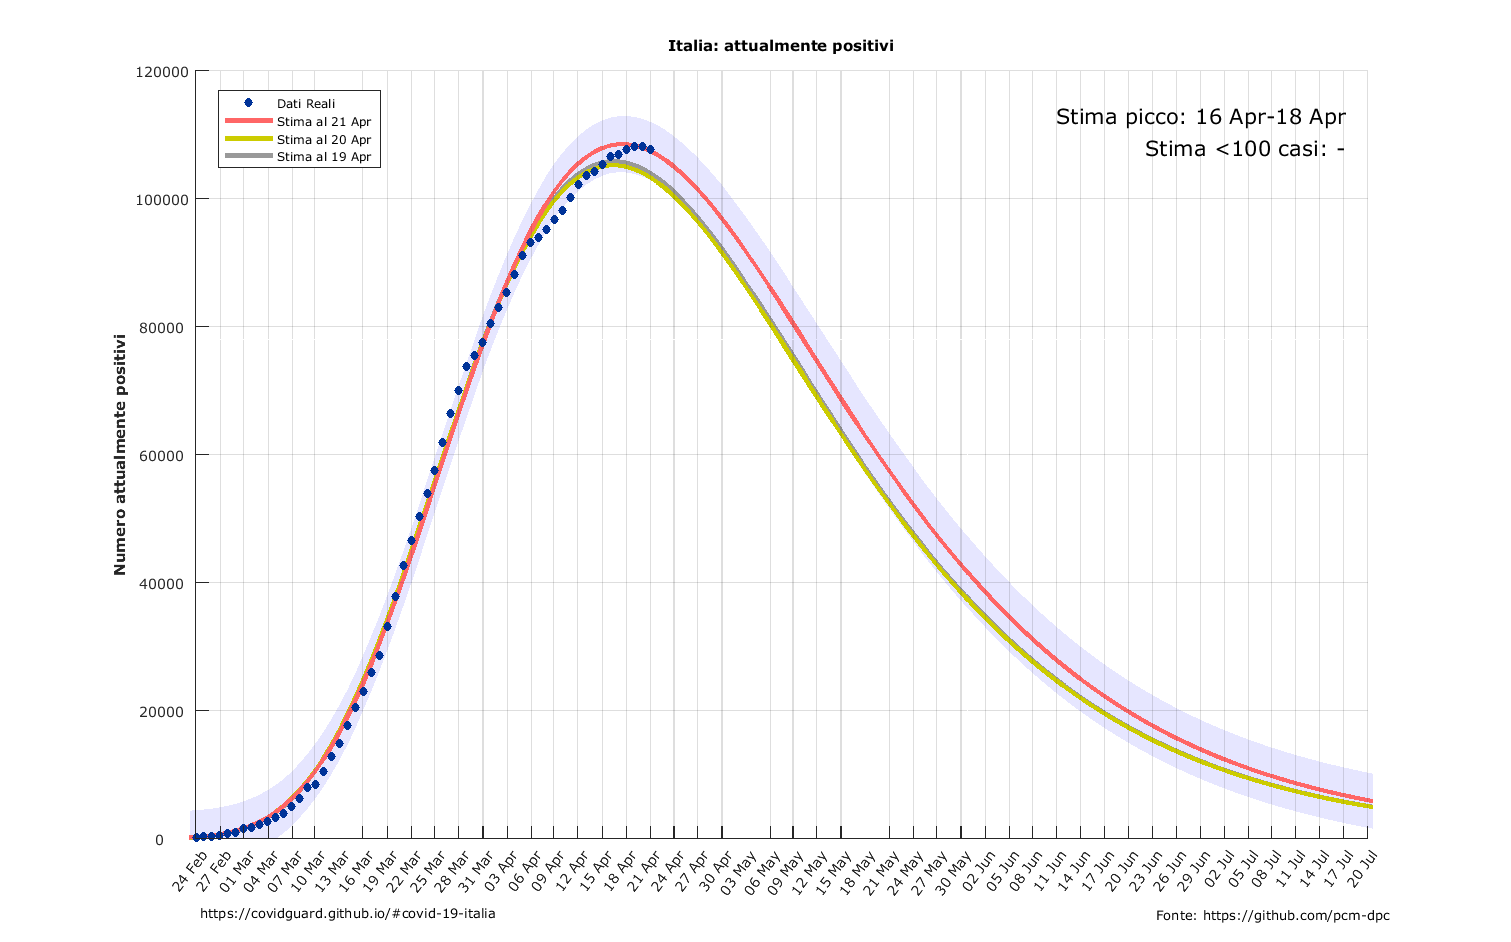 Italia: attualmente positivi
120000
100000
80000
60000
40000
20000
0
Numero attualmente positivi
Dati Reali
Stima al 21 Apr
Stima al 20 Apr
Stima al 19 Apr
Stima picco: 16 Apr-18 Apr
Stima <100 casi: -
24 Feb
27 Feb
01 Mar
04 Mar
07 Mar
10 Mar
13 Mar
16 Mar
19 Mar
22 Mar
25 Mar
28 Mar
31 Mar
03 Apr
06 Apr
09 Apr
12 Apr
15 Apr
18 Apr
21 Apr
24 Apr
27 Apr
30 Apr
03 May
06 May
09 May
12 May
15 May
18 May
21 May
24 May
27 May
30 May
02 Jun
05 Jun
08 Jun
11 Jun
14 Jun
17 Jun
20 Jun
23 Jun
26 Jun
29 Jun
02 Jul
05 Jul
08 Jul
11 Jul
14 Jul
17 Jul
20 Jul
https://covidguard.github.io/#covid-19-italia
Fonte: https://github.com/pcm-dpc